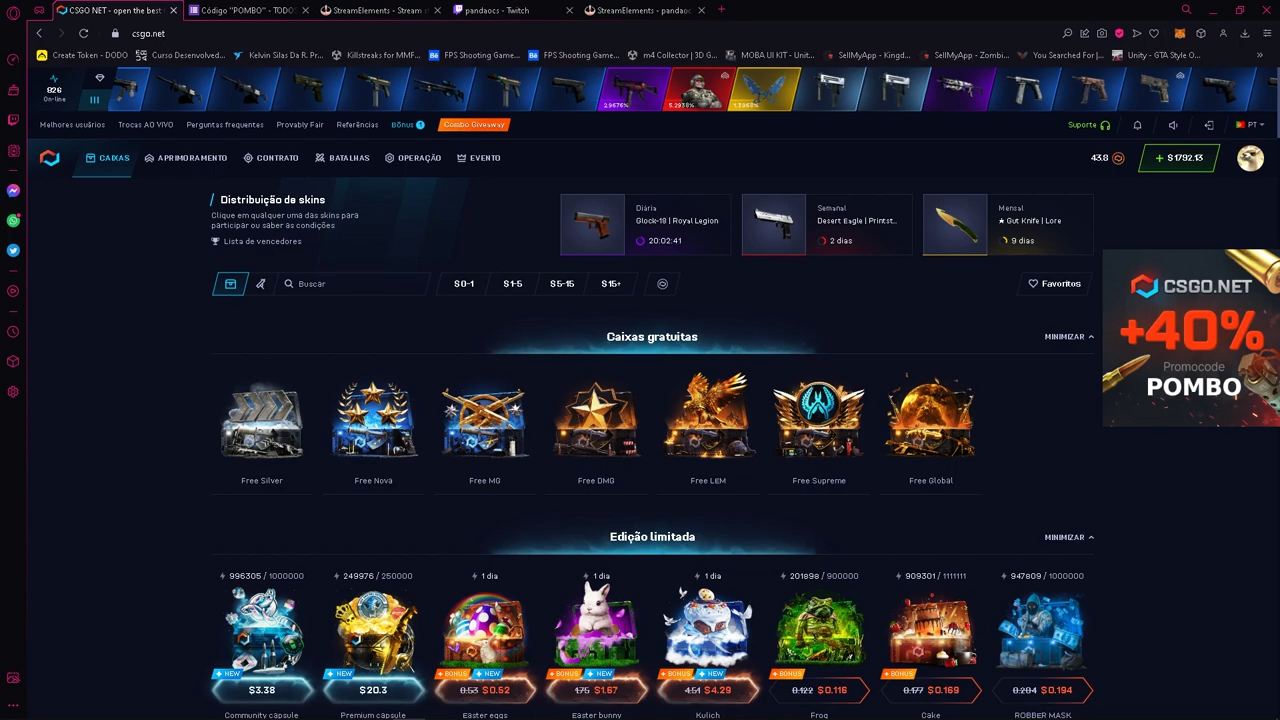 CSGO.NET - open the best
Código "POMBO" - TODOS
StreamElements - Stream s
pandaocs - Twitch
StreamElements - pandaoc
csgo.net
Create Token - DODO
Curso Desenvolved...
Kelvin Silas Da R. Pr...
Killstreaks for MMF...
FPS Shooting Game...
FPS Shooting Game...
m4 Collector | 3D G...
MOBA UI KIT - Unit...
SellMyApp - Kingd...
SellMyApp - Zombi...
You Searched For |...
Unity - GTA Style O...
826
On-line
2.9676%
5.2938%
Melhores usuários
Trocas AO VIVO
Perguntas frequentes
Provably Fair
Referências
Bônus
Combo Giveaway
Suporte
PT
CAIXAS
APRIMORAMENTO
CONTRATO
BATALHAS
OPERAÇÃO
EVENTO
43.8
+ $1792.13
Distribuição de skins
Clique em qualquer uma das skins para
participar ou saber as condições
Lista de vencedores
Diária
Glock-18 | Royal Legion
20:02:41
Semanal
Desert Eagle | Printst...
2 dias
Mensal
★ Gut Knife | Lore
9 dias
Buscar
$0-1
$1-5
$5-15
$15+
Favoritos
CSGO.NET
+40%
Promocode
POMBO
Caixas gratuitas
MINIMIZAR
Free Silver
Free Nova
Free MG
Free DMG
Free LEM
Free Supreme
Free Global
Edição limitada
MINIMIZAR
996305 / 1000000
249976 / 250000
1 dia
1 dia
1 dia
201898 / 900000
909301 / 1111111
947809 / 1000000
+ NEW
+ NEW
+ BONUS + NEW
+ BONUS + NEW
+ BONUS + NEW
+ BONUS
+ BONUS
$3.38
$20.3
0.53 $0.52
1.75 $1.67
4.51 $4.29
0.122 $0.116
0.177 $0.169
0.204 $0.194
Community capsule
Premium capsule
Easter eggs
Easter bunny
Kulich
Frog
Cake
ROBBER MASK